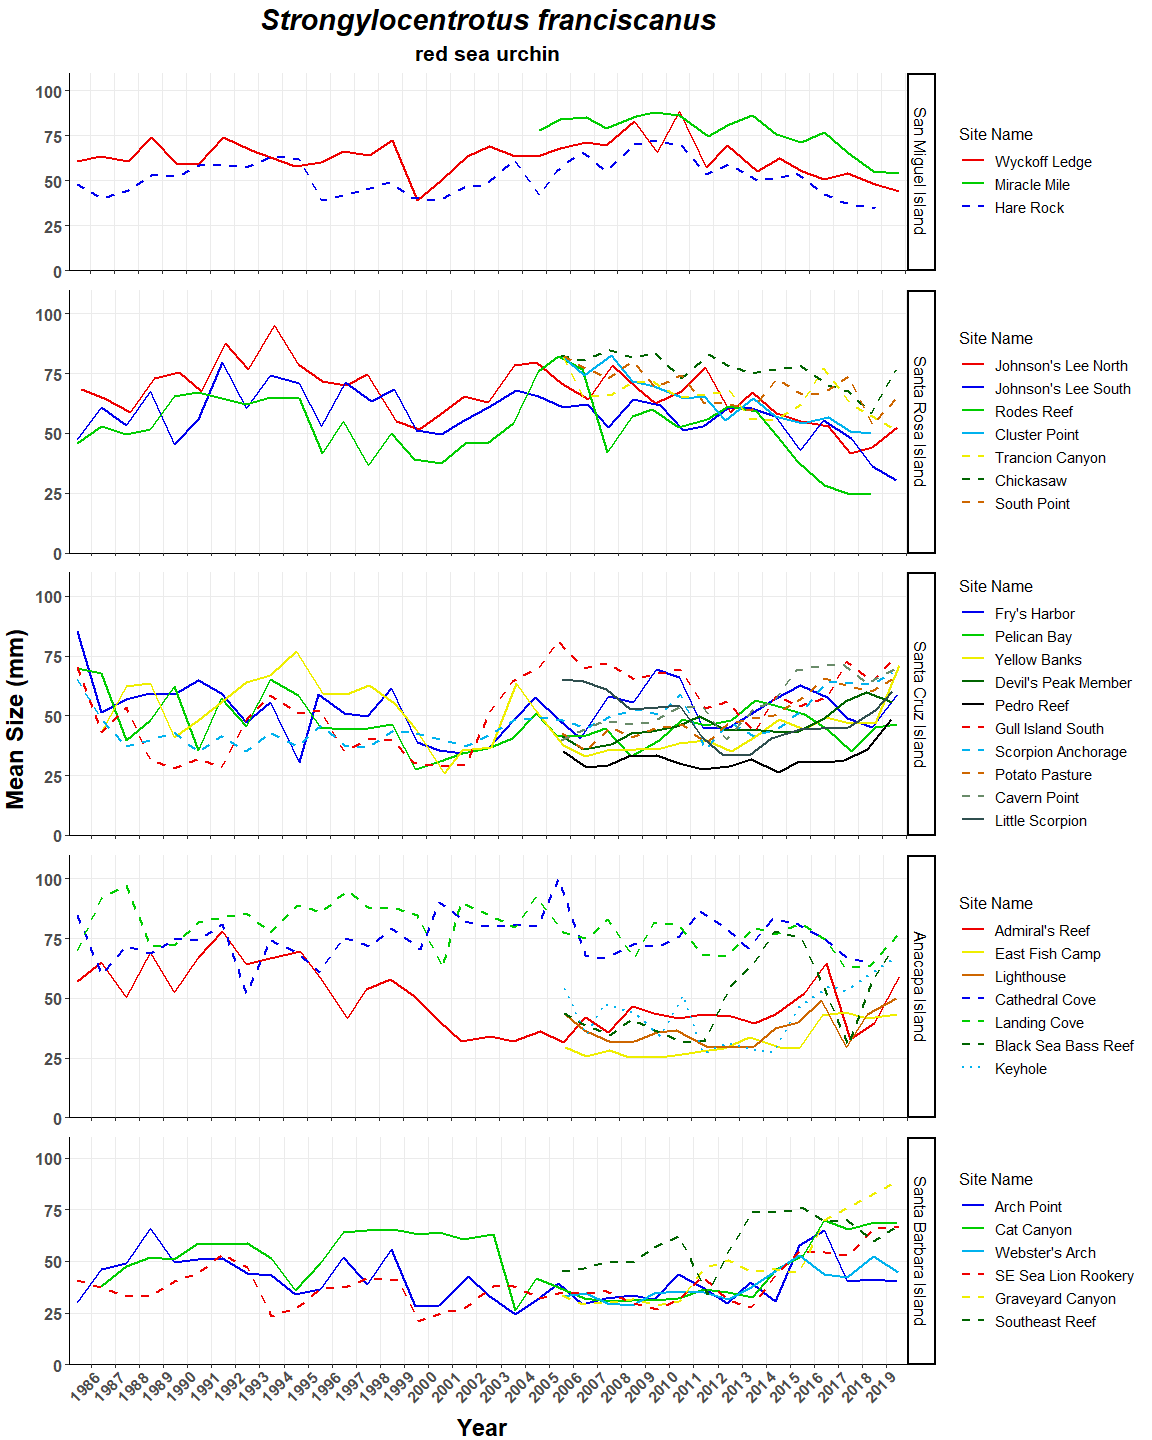 Strongylocentrotus franciscanus
red sea urchin
Mean Size (mm)
100
75
50
25
0
San Miguel Island
Site Name
Wyckoff Ledge
Miracle Mile
Hare Rock
100
75
50
25
0
Santa Rosa Island
Site Name
Johnson's Lee North
Johnson's Lee South
Rodes Reef
Cluster Point
Trancion Canyon
Chickasaw
South Point
100
75
50
25
0
Santa Cruz Island
Site Name
Fry's Harbor
Pelican Bay
Yellow Banks
Devil's Peak Member
Pedro Reef
Gull Island South
Scorpion Anchorage
Potato Pasture
Cavern Point
Little Scorpion
100
75
50
25
0
Anacapa Island
Site Name
Admiral's Reef
East Fish Camp
Lighthouse
Cathedral Cove
Landing Cove
Black Sea Bass Reef
Keyhole
100
75
50
25
0
Santa Barbara Island
Site Name
Arch Point
Cat Canyon
Webster's Arch
SE Sea Lion Rookery
Graveyard Canyon
Southeast Reef
1986 1987 1988 1989 1990 1991 1992 1993 1994 1995 1996 1997 1998 1999 2000 2001 2002 2003 2004 2005 2006 2007 2008 2009 2010 2011 2012 2013 2014 2015 2016 2017 2018 2019
Year